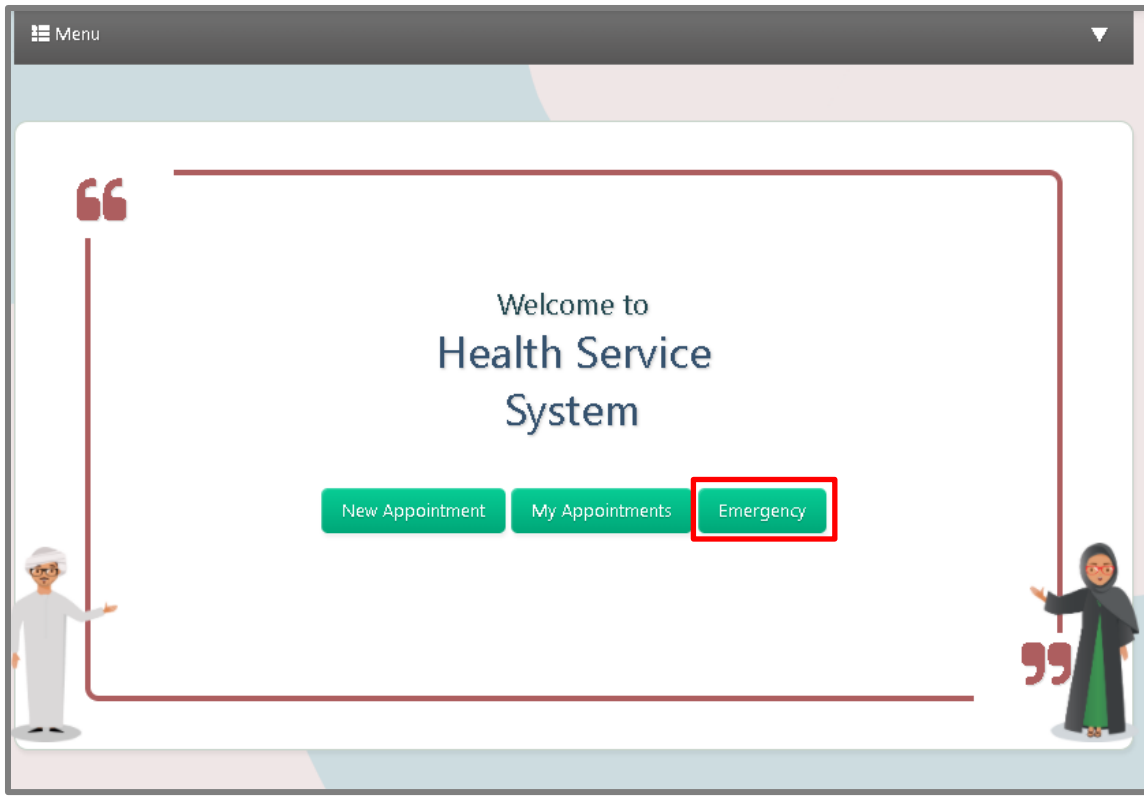 Menu
Welcome to
Health Service
System
New Appointment My Appointments Emergency